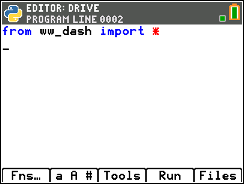 EDITOR: DRIVE
PROGRAM LINE 0002
from ww_dash import *
_
Fns… a A # Tools Run Files